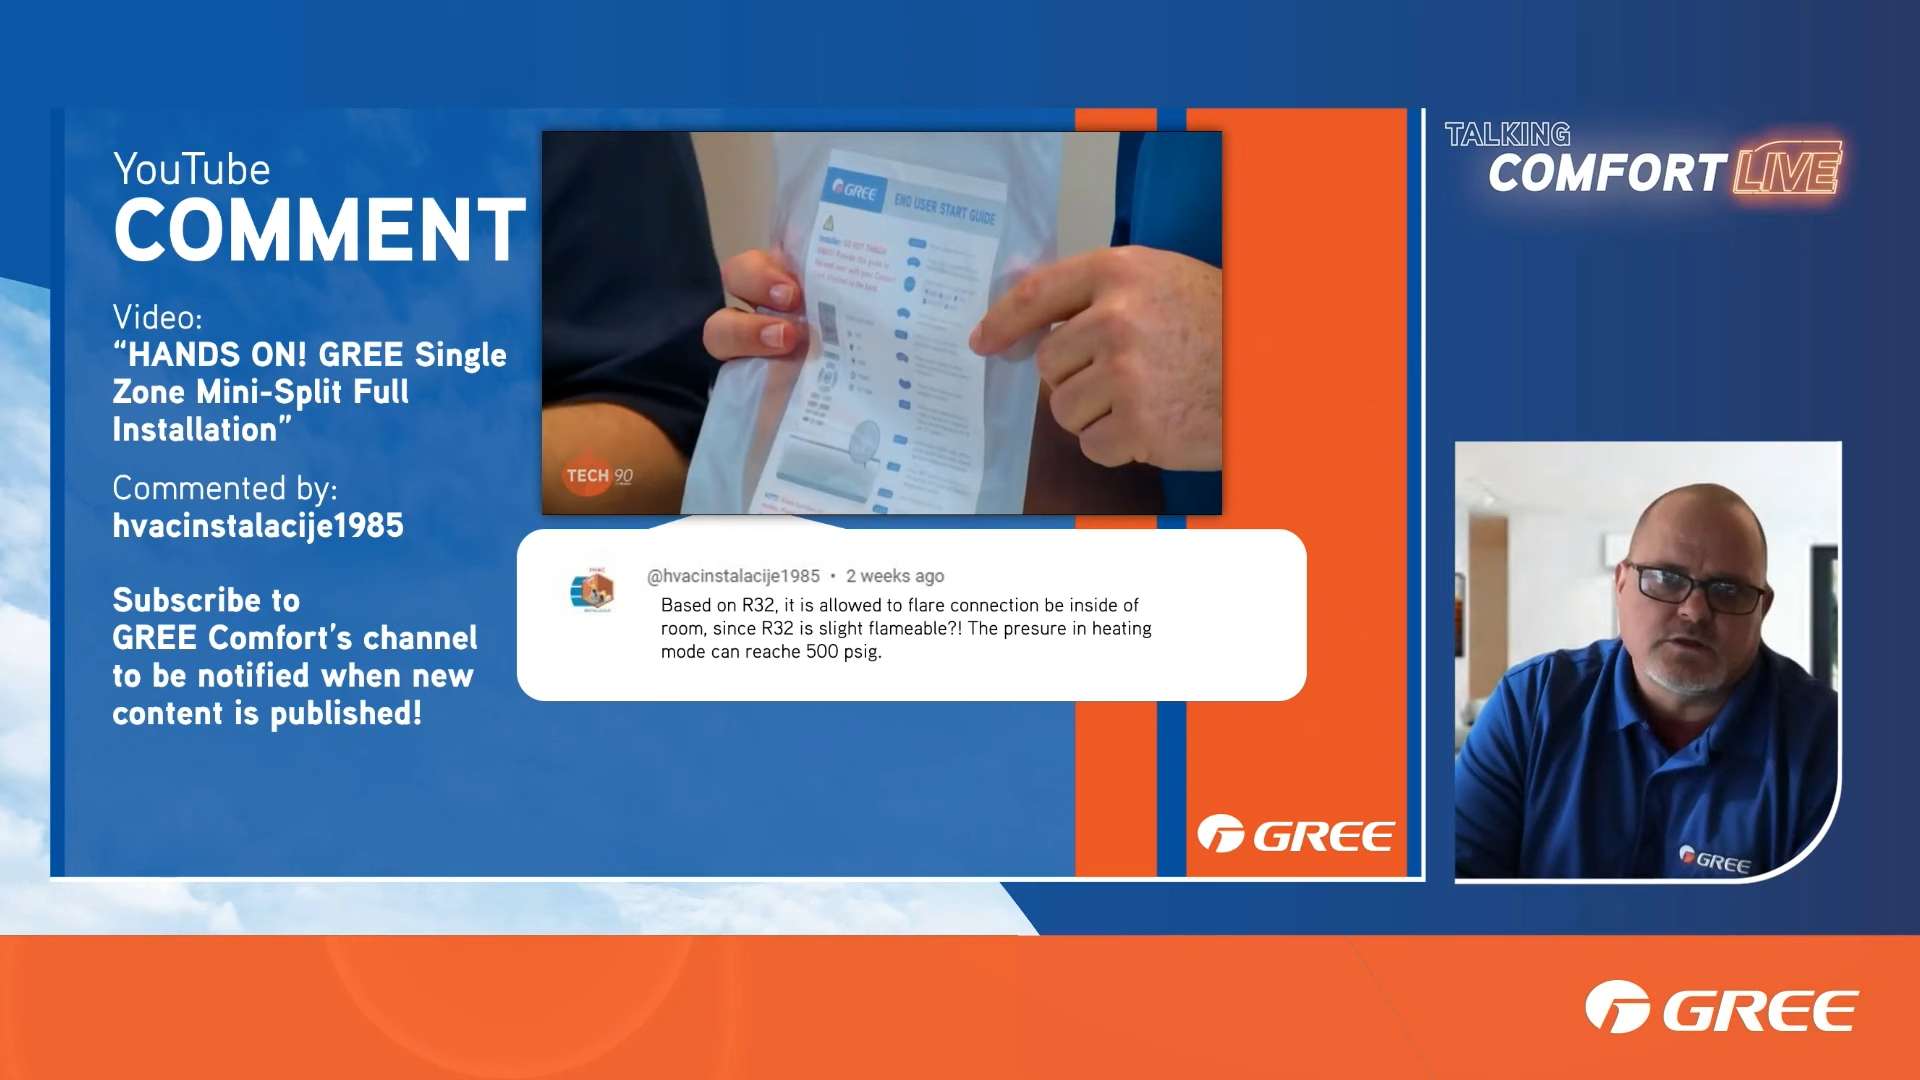 YouTube
COMMENT
Video:
“HANDS ON! GREE Single
Zone Mini-Split Full
Installation”
Commented by:
hvacinstalacije1985
Subscribe to
GREE Comfort’s channel
to be notified when new
content is published!
GREE
END USER START GUIDE
TECH 90
@hvacinstalacije1985 • 2 weeks ago
Based on R32, it is allowed to flare connection be inside of
room, since R32 is slight flameable?! The presure in heating
mode can reache 500 psig.
GREE
TALKING
COMFORT LIVE
GREE
GREE